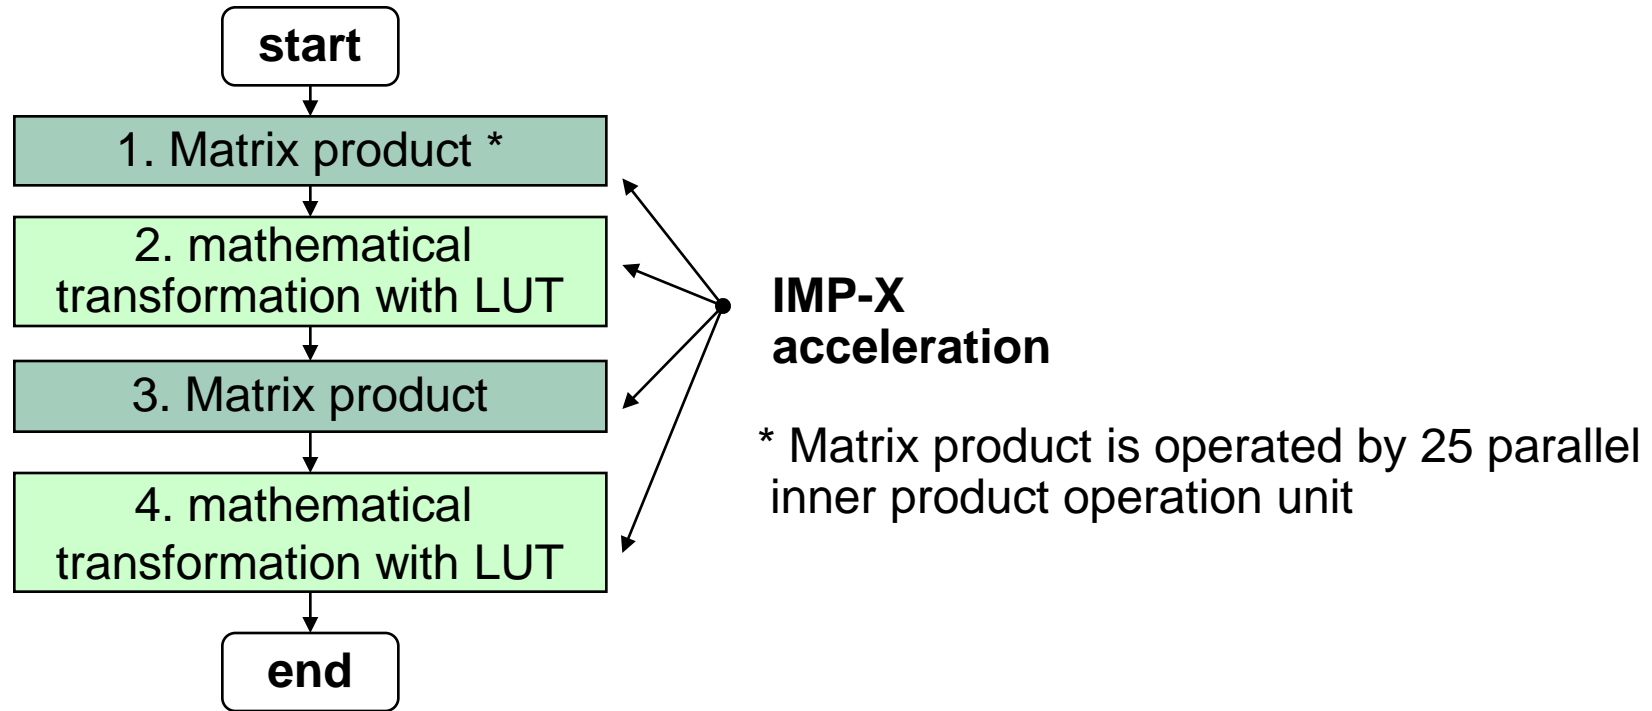 start
1. Matrix product *
2. mathematical
transformation with LUT
3. Matrix product
4. mathematical
transformation with LUT
end
IMP-X
acceleration
* Matrix product is operated by 25 parallel
inner product operation unit